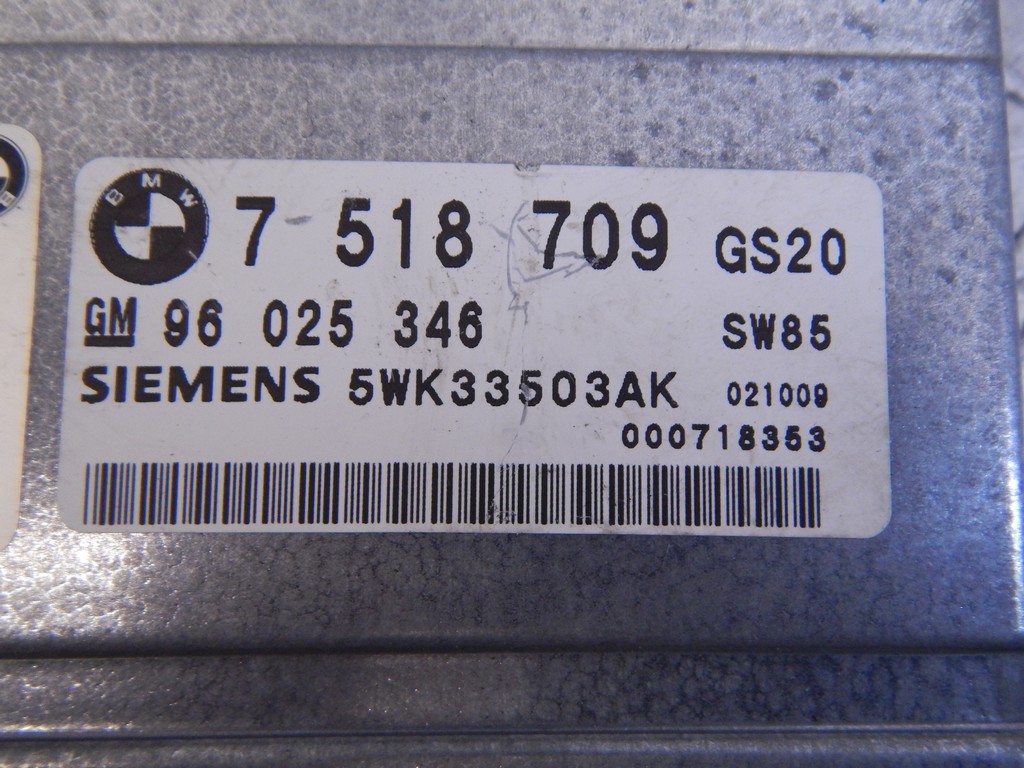 BMW 7 518 709 GS20
GM 96 025 346 SW85
SIEMENS 5WK33503AK 021009
000718353